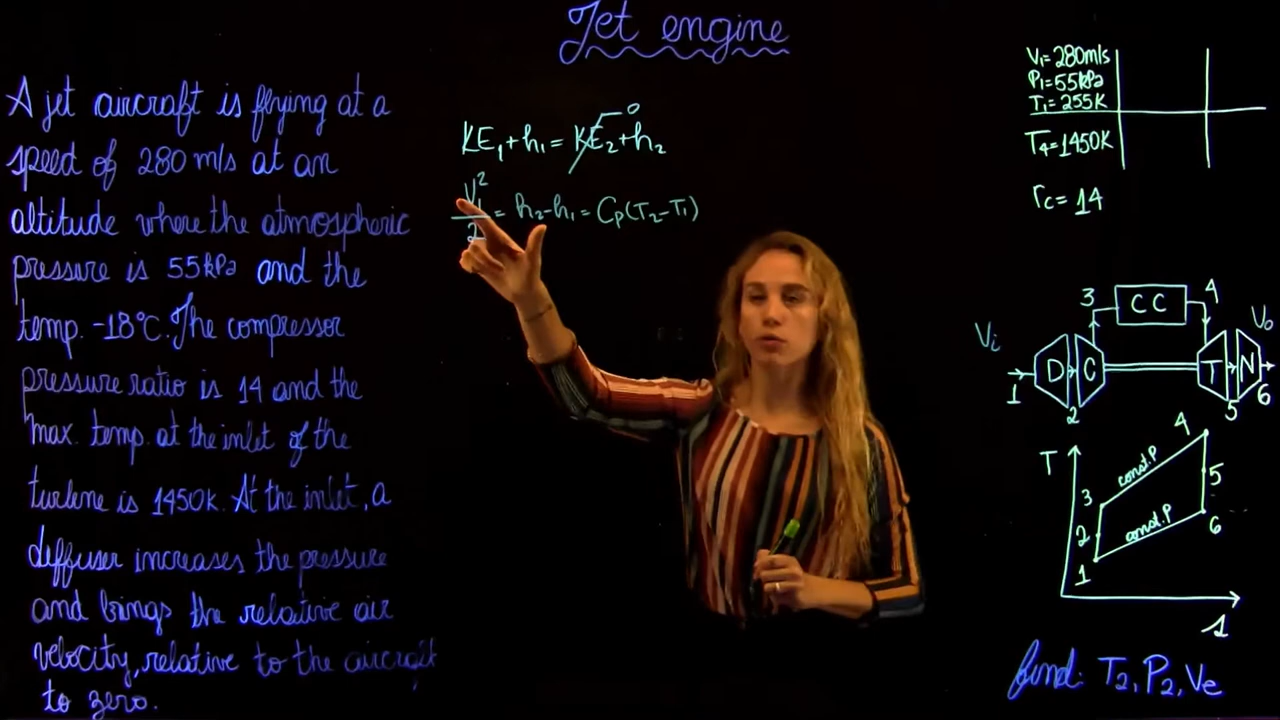 Jet engine
A jet aircraft is flying at a
speed of 280 m/s at an
altitude where the atmospheric
pressure is 55kPa and the
temp. -18°C. The compressor
pressure ratio is 14 and the
max. temp. at the inlet of the
turbine is 1450K. At the inlet, a
diffuser increases the pressure
and brings the relative air
velocity, relative to the aircraft
to zero.
KE₁+h₁ = KE₂+h₂
0
V₁²/2 = h₂-h₁ = Cp(T₂-T₁)
V₁=280m/s
P₁=55kPa
T₁=255K
T₄=1450K
rc=14
3 CC 4
Vi Vo
D C T N
1 2 5 6
T
4
const.P
3 5
2 const.P 6
1
s
find: T₂, P₂, Ve